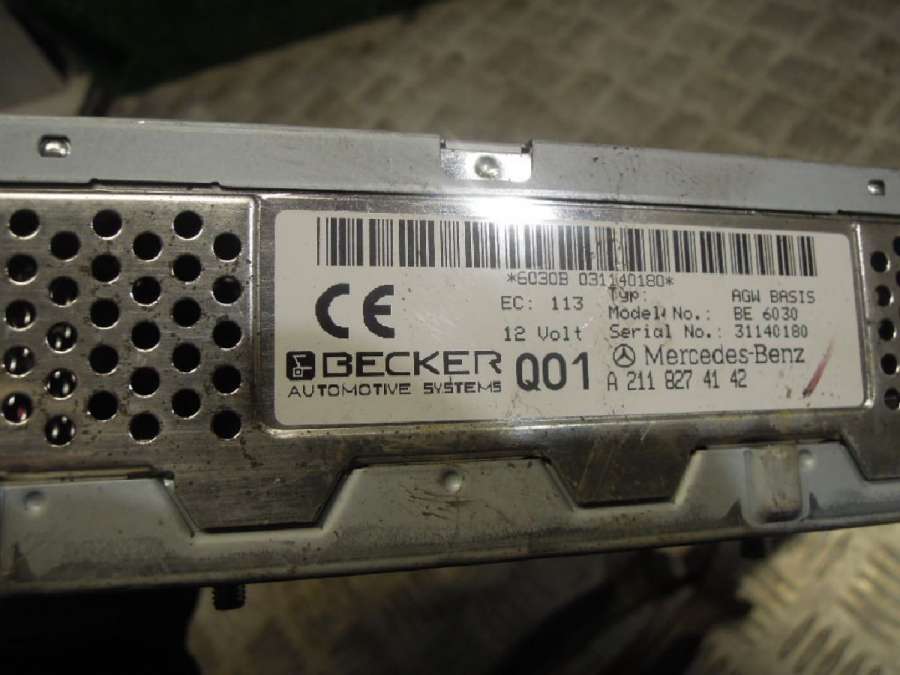 *6030B 031140180*
CE
EC: 113
12 Volt
Typ: AGW BASIS
Model No.: BE 6030
Serial No.: 31140180
BECKER
AUTOMOTIVE SYSTEMS
Q01
Mercedes-Benz
A 211 827 41 42